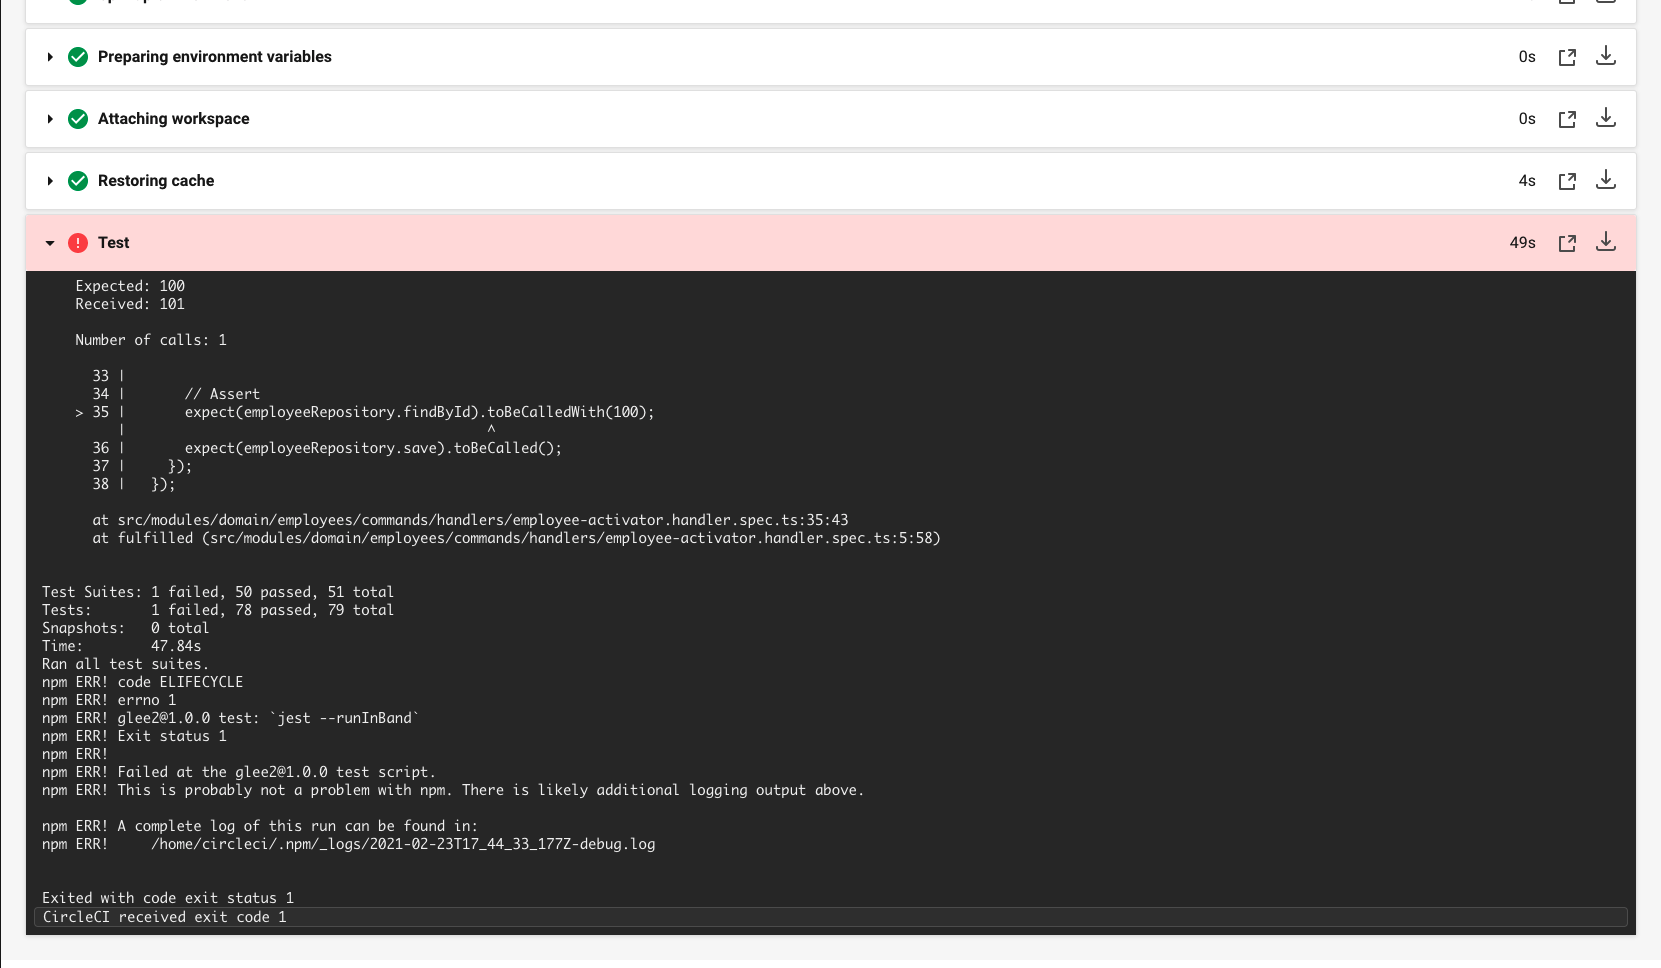 Preparing environment variables 0s
Attaching workspace 0s
Restoring cache 4s
Test 49s
Expected: 100
Received: 101
Number of calls: 1
33 |
34 |       // Assert
> 35 |       expect(employeeRepository.findById).toBeCalledWith(100);
|                                           ^
36 |       expect(employeeRepository.save).toBeCalled();
37 |     });
38 |   });
at src/modules/domain/employees/commands/handlers/employee-activator.handler.spec.ts:35:43
at fulfilled (src/modules/domain/employees/commands/handlers/employee-activator.handler.spec.ts:5:58)
Test Suites: 1 failed, 50 passed, 51 total
Tests:       1 failed, 78 passed, 79 total
Snapshots:   0 total
Time:        47.84s
Ran all test suites.
npm ERR! code ELIFECYCLE
npm ERR! errno 1
npm ERR! glee2@1.0.0 test: `jest --runInBand`
npm ERR! Exit status 1
npm ERR!
npm ERR! Failed at the glee2@1.0.0 test script.
npm ERR! This is probably not a problem with npm. There is likely additional logging output above.
npm ERR! A complete log of this run can be found in:
npm ERR!     /home/circleci/.npm/_logs/2021-02-23T17_44_33_177Z-debug.log
Exited with code exit status 1
CircleCI received exit code 1